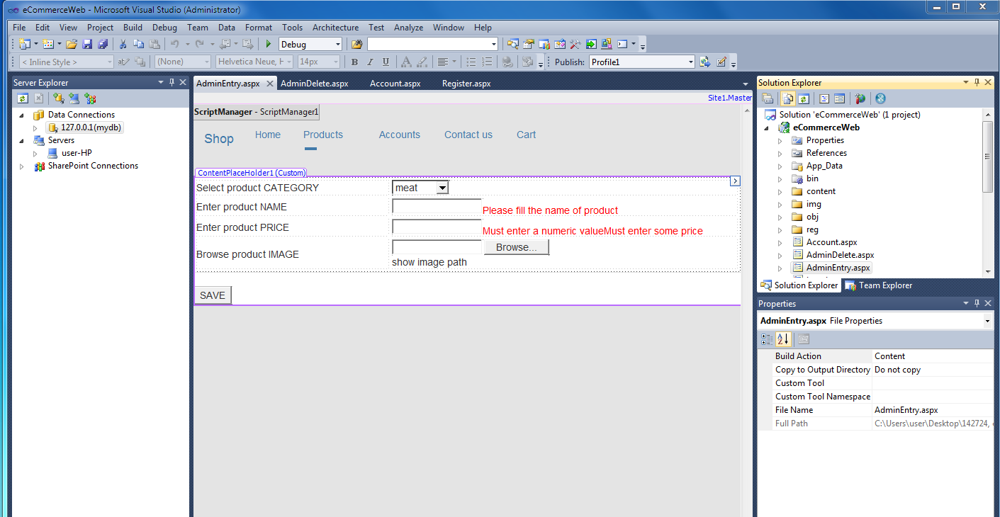 eCommerceWeb - Microsoft Visual Studio (Administrator)
File Edit View Project Build Debug Team Data Format Tools Architecture Test Analyze Window Help
Debug
< Inline Style > (None) Helvetica Neue, H 14px B I U A Publish: Profile1
Server Explorer
Data Connections
127.0.0.1(mydb)
Servers
user-HP
SharePoint Connections
AdminEntry.aspx AdminDelete.aspx Account.aspx Register.aspx
Site1.Master
ScriptManager - ScriptManager1
Shop Home Products Accounts Contact us Cart
ContentPlaceHolder1 (Custom)
Select product CATEGORY meat
Enter product NAME Please fill the name of product
Enter product PRICE Must enter a numeric valueMust enter some price
Browse product IMAGE Browse...
show image path
SAVE
Solution Explorer
Solution 'eCommerceWeb' (1 project)
eCommerceWeb
Properties
References
App_Data
bin
content
img
obj
reg
Account.aspx
AdminDelete.aspx
AdminEntry.aspx
Solution Explorer Team Explorer
Properties
AdminEntry.aspx File Properties
Build Action Content
Copy to Output Directory Do not copy
Custom Tool
Custom Tool Namespace
File Name AdminEntry.aspx
Full Path C:\Users\user\Desktop\142724,